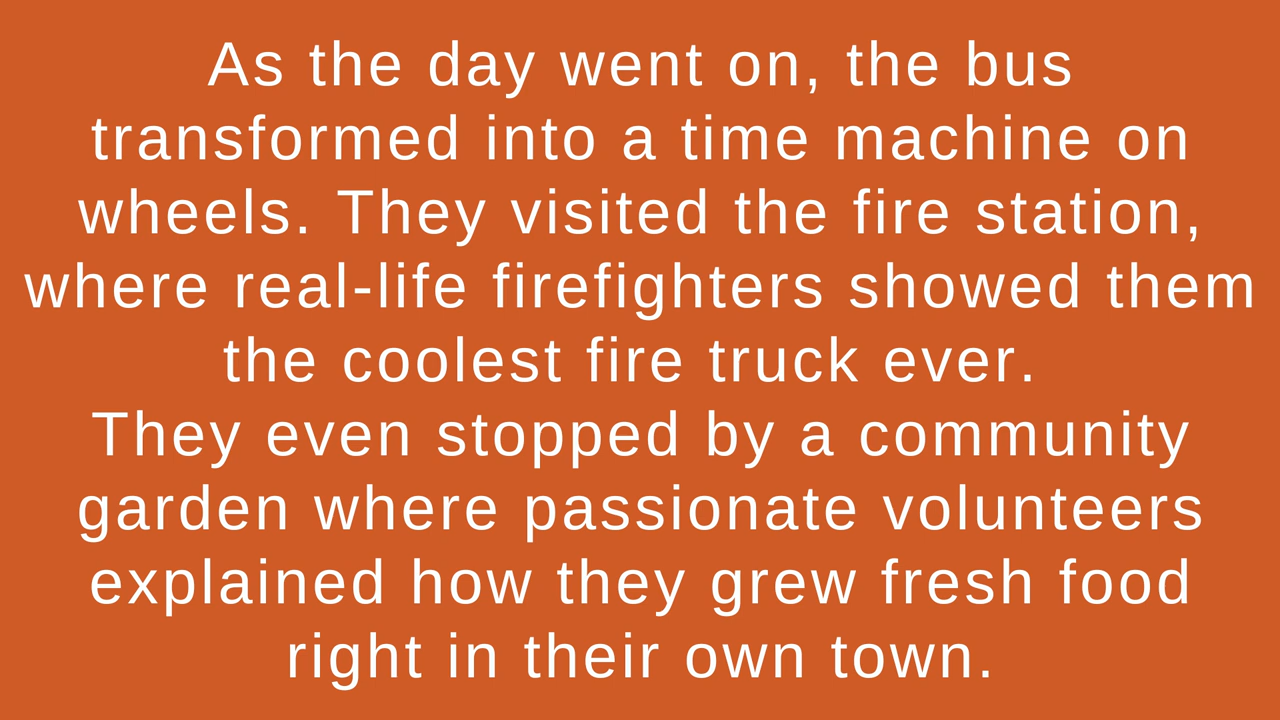 As the day went on, the bus
transformed into a time machine on
wheels. They visited the fire station,
where real-life firefighters showed them
the coolest fire truck ever.
They even stopped by a community
garden where passionate volunteers
explained how they grew fresh food
right in their own town.